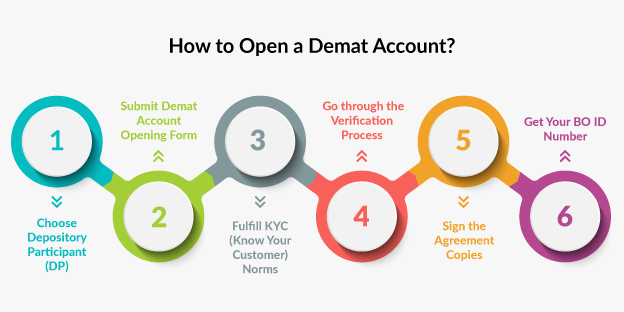 How to Open a Demat Account?
1
Choose
Depository
Participant
(DP)
Submit Demat
Account
Opening Form
2
3
Fulfill KYC
(Know Your
Customer)
Norms
Go through the
Verification
Process
4
5
Sign the
Agreement
Copies
Get Your BO ID
Number
6